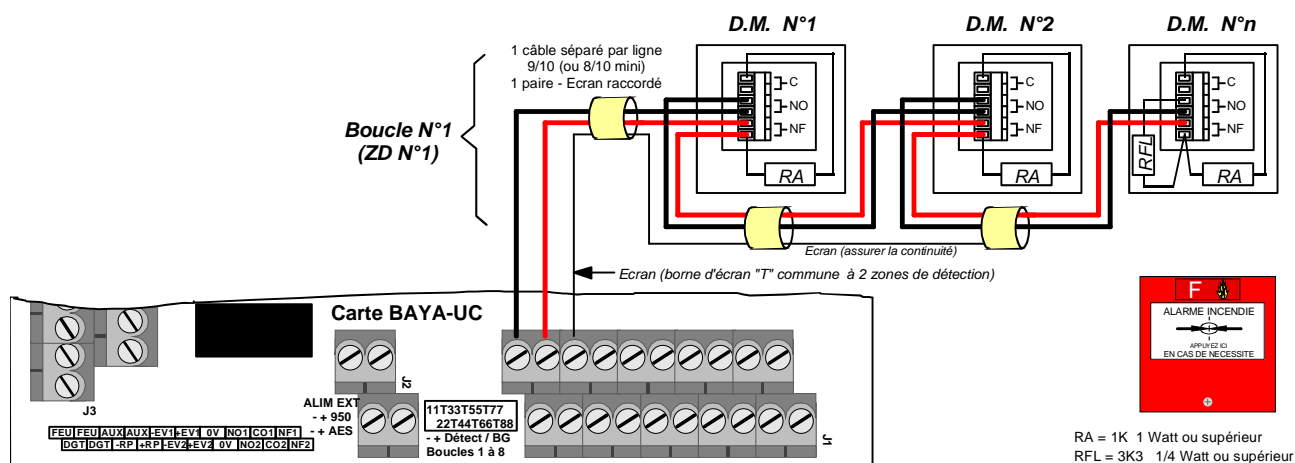 D.M. N°1
D.M. N°2
D.M. N°n
1 câble séparé par ligne
9/10 (ou 8/10 mini)
1 paire - Ecran raccordé
Boucle N°1
(ZD N°1)
C
NO
NF
RA
C
NO
NF
RA
C
NO
NF
RFL
RA
Ecran (assurer la continuité)
Ecran (borne d'écran "T" commune à 2 zones de détection)
Carte BAYA-UC
J3
J2
J1
ALIM EXT
- + 950
- + AES
11T33T55T77
22T44T66T88
- + Détect / BG
Boucles 1 à 8
FEU FEU AUX AUX -EV1 +EV1 0V NO1 CO1 NF1
DGT DGT -RP +RP -EV2 +EV2 0V NO2 CO2 NF2
F
ALARME INCENDIE
APPUYEZ ICI
EN CAS DE NECESSITE
RA = 1K 1 Watt ou supérieur
RFL = 3K3 1/4 Watt ou supérieur